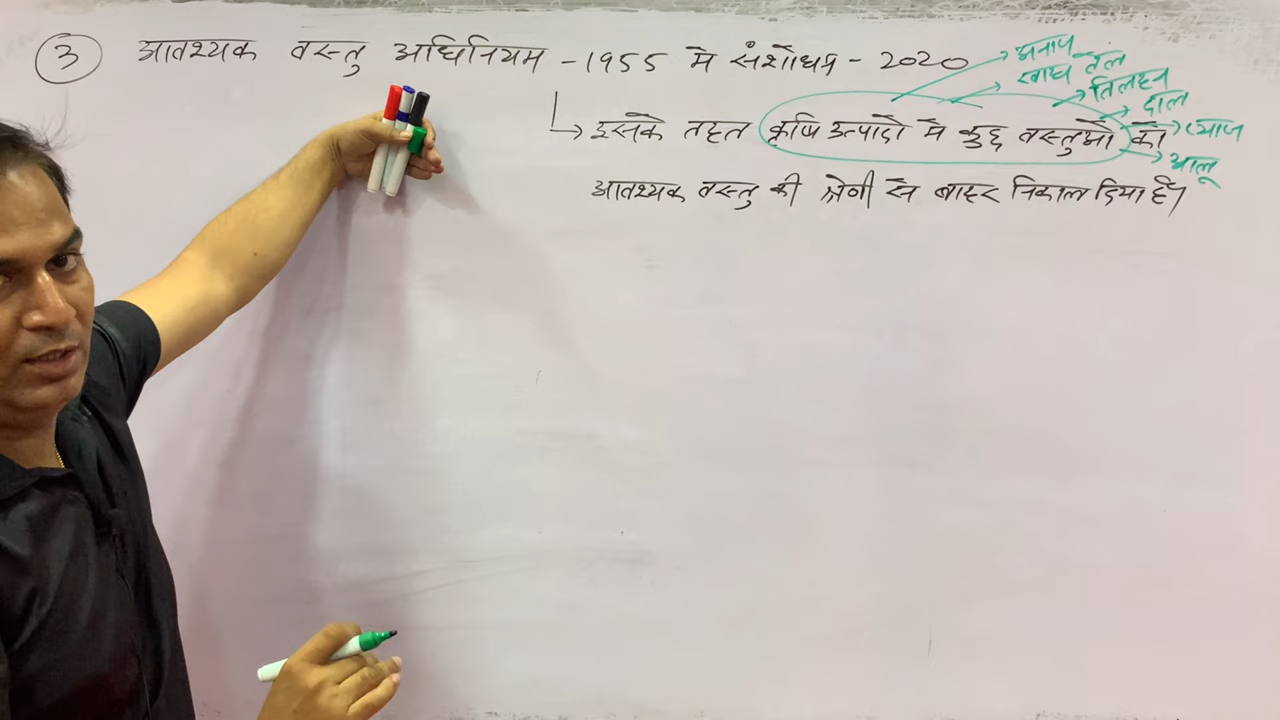 3 आवश्यक वस्तु अधिनियम - 1955 मे संशोधन - 2020
अनाज
खाद्य तेल
तिलहन
दाल
प्याज
आलू
इसके तहत कृषि उत्पादो मे कुछ वस्तुओ को
आवश्यक वस्तु की श्रेणी से बाहर निकाल दिया है।